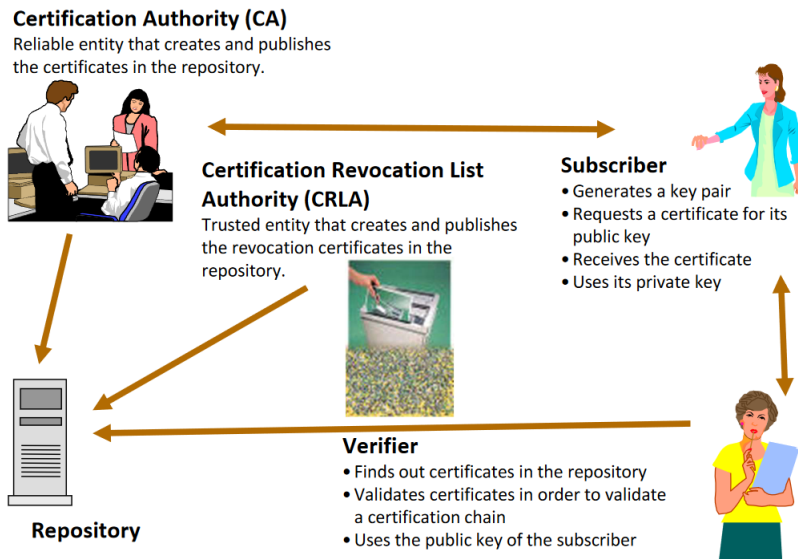 Certification Authority (CA)
Reliable entity that creates and publishes
the certificates in the repository.
Certification Revocation List
Authority (CRLA)
Trusted entity that creates and publishes
the revocation certificates in the
repository.
Subscriber
• Generates a key pair
• Requests a certificate for its
public key
• Receives the certificate
• Uses its private key
Verifier
• Finds out certificates in the repository
• Validates certificates in order to validate
a certification chain
• Uses the public key of the subscriber
Repository